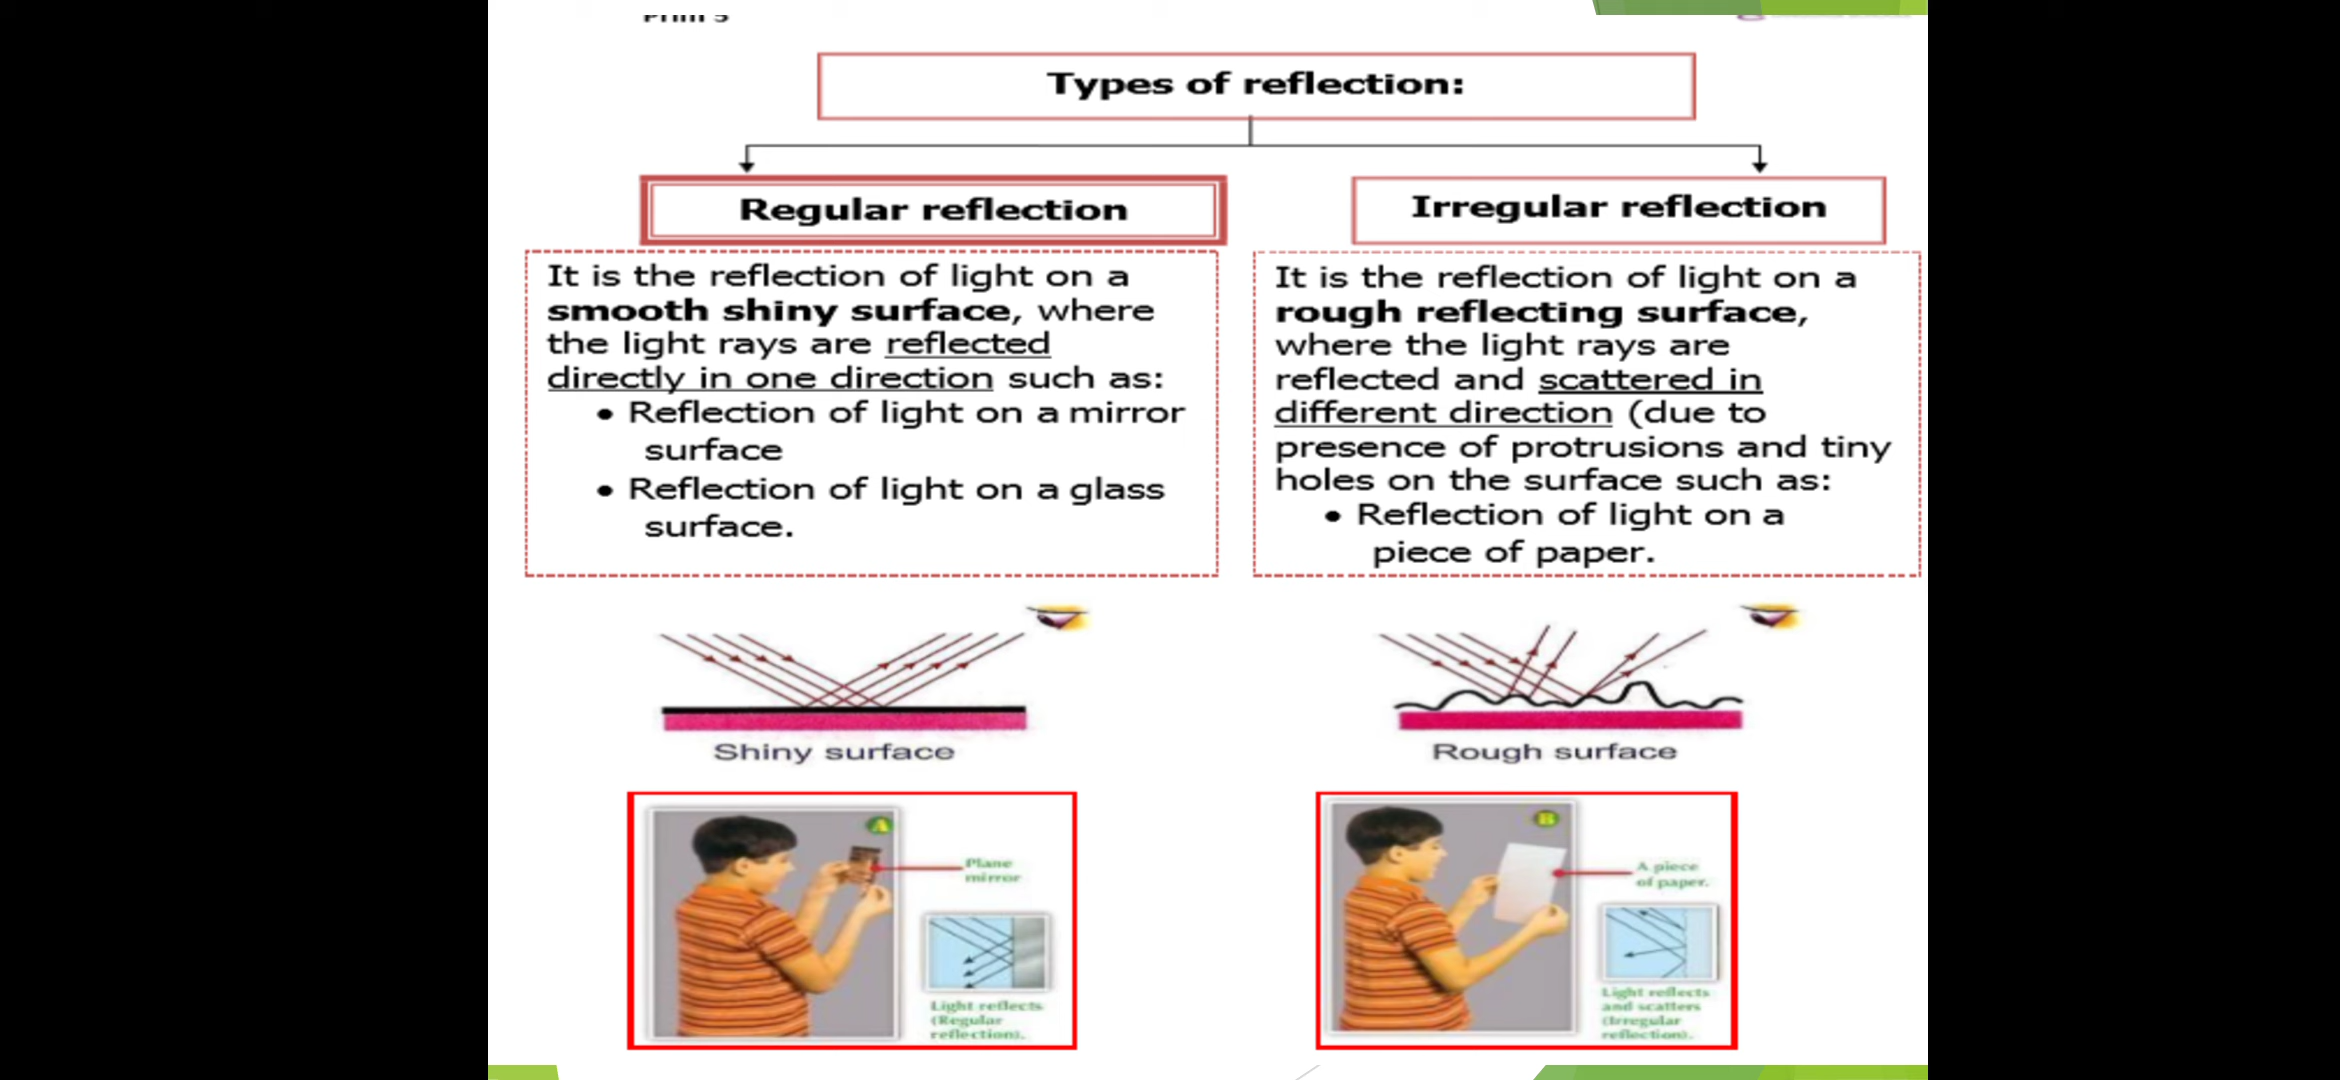 Prim 5
Types of reflection:
Regular reflection
It is the reflection of light on a
smooth shiny surface, where
the light rays are reflected
directly in one direction such as:
• Reflection of light on a mirror
surface
• Reflection of light on a glass
surface.
Irregular reflection
It is the reflection of light on a
rough reflecting surface,
where the light rays are
reflected and scattered in
different direction (due to
presence of protrusions and tiny
holes on the surface such as:
• Reflection of light on a
piece of paper.
Shiny surface
Rough surface
A
Plane
mirror
Light reflects
(Regular
reflection).
B
A piece
of paper.
Light reflects
and scatters
(Irregular
reflection).